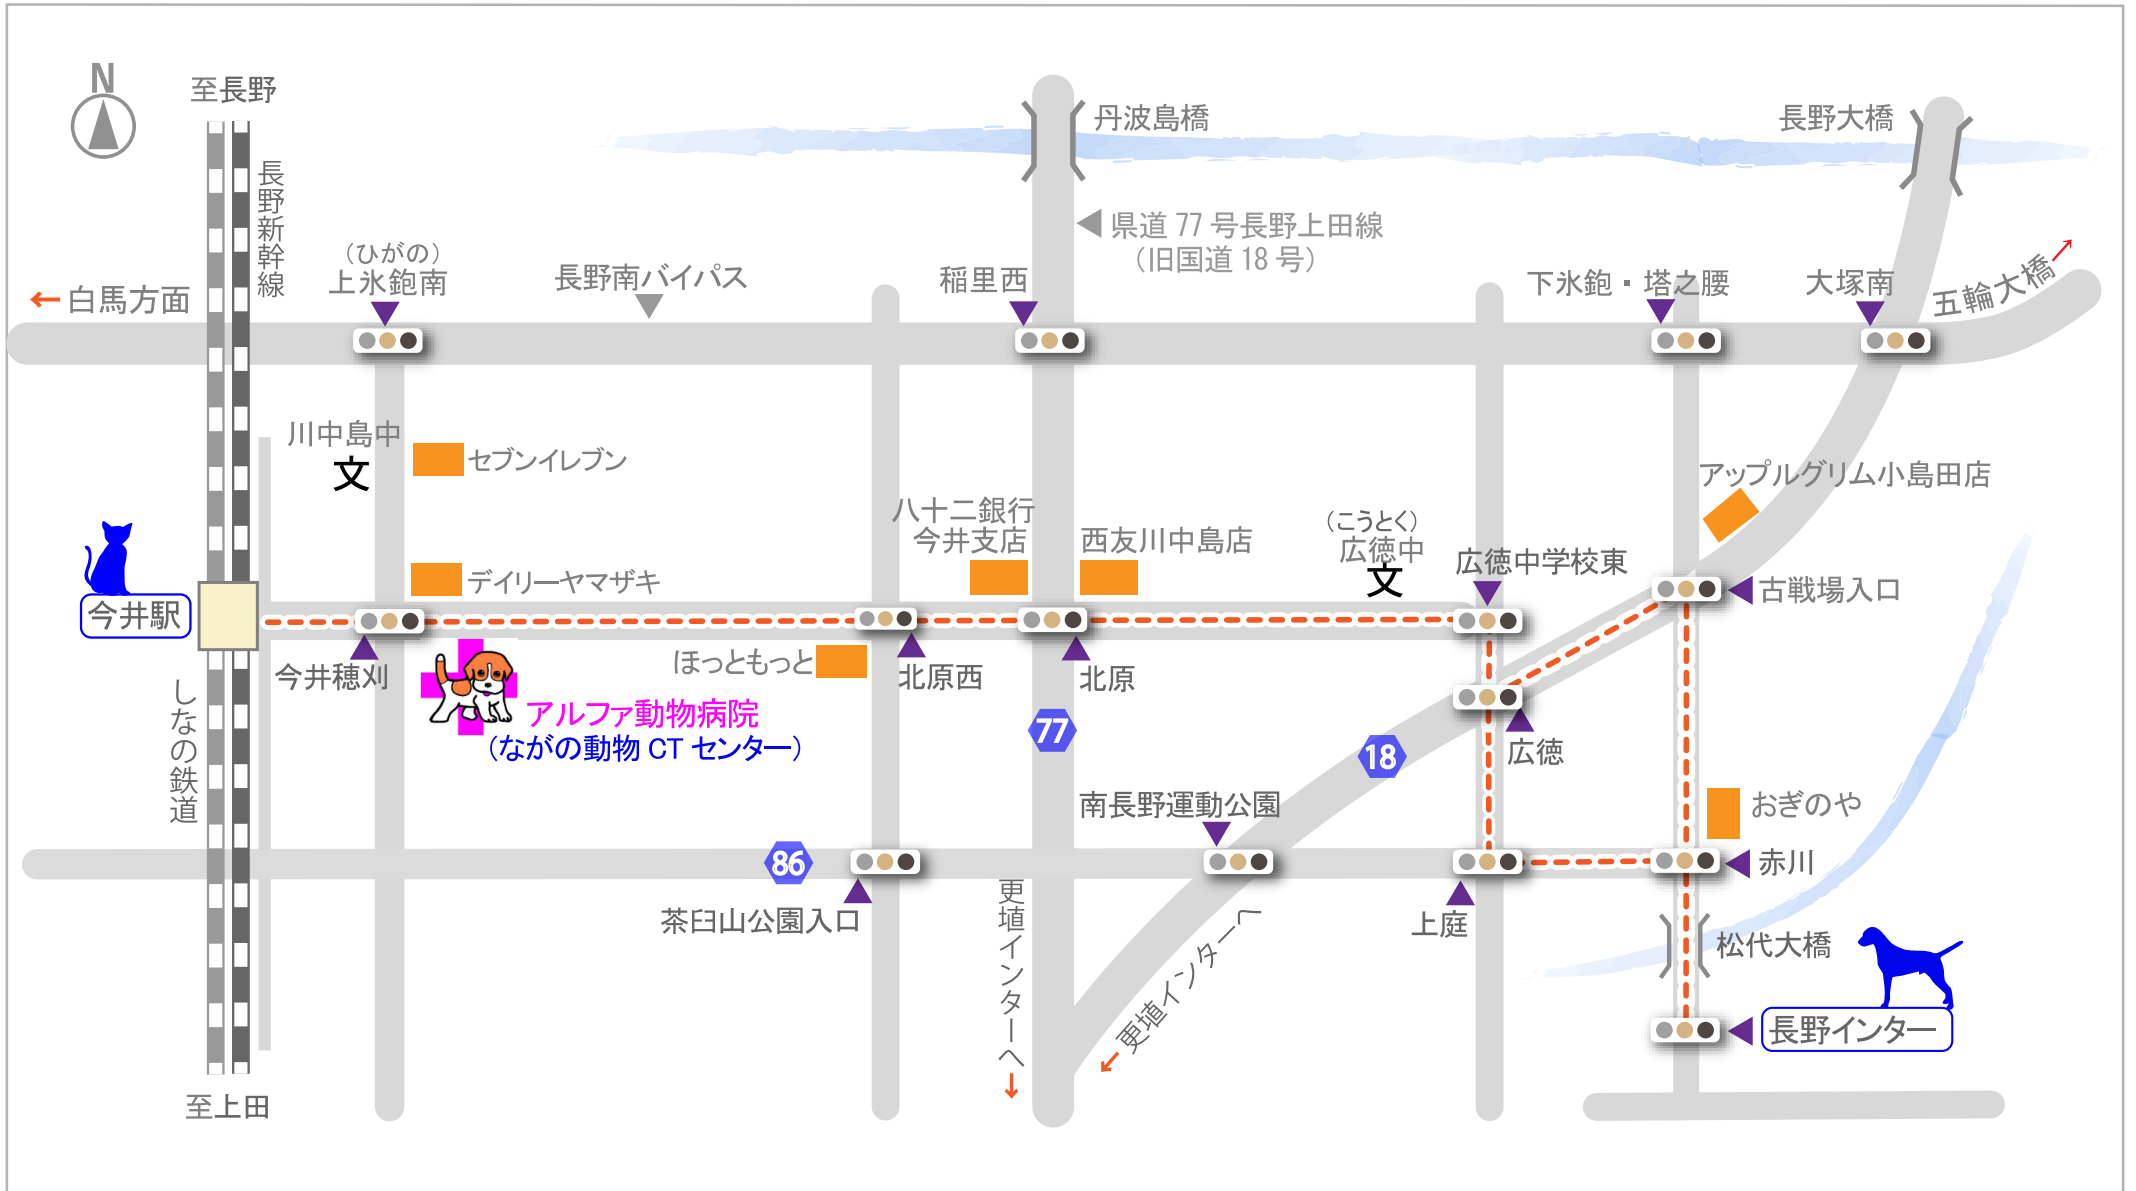 N
至長野
丹波島橋
長野大橋
長野新幹線
県道 77 号長野上田線
（旧国道 18 号）
（ひがの）
上氷鉋南
長野南バイパス
稲里西
下氷鉋・塔之腰
大塚南
五輪大橋
←白馬方面
川中島中
文
セブンイレブン
アップルグリム小島田店
八十二銀行
今井支店
西友川中島店
（こうとく）
広徳中
文
広徳中学校東
デイリーヤマザキ
古戦場入口
今井駅
今井穂刈
ほっともっと
北原西
北原
しなの鉄道
アルファ動物病院
（ながの動物 CT センター）
77
18
広徳
南長野運動公園
おぎのや
86
赤川
茶臼山公園入口
更埴インターへ
更埴インターへ
上庭
松代大橋
長野インター
至上田